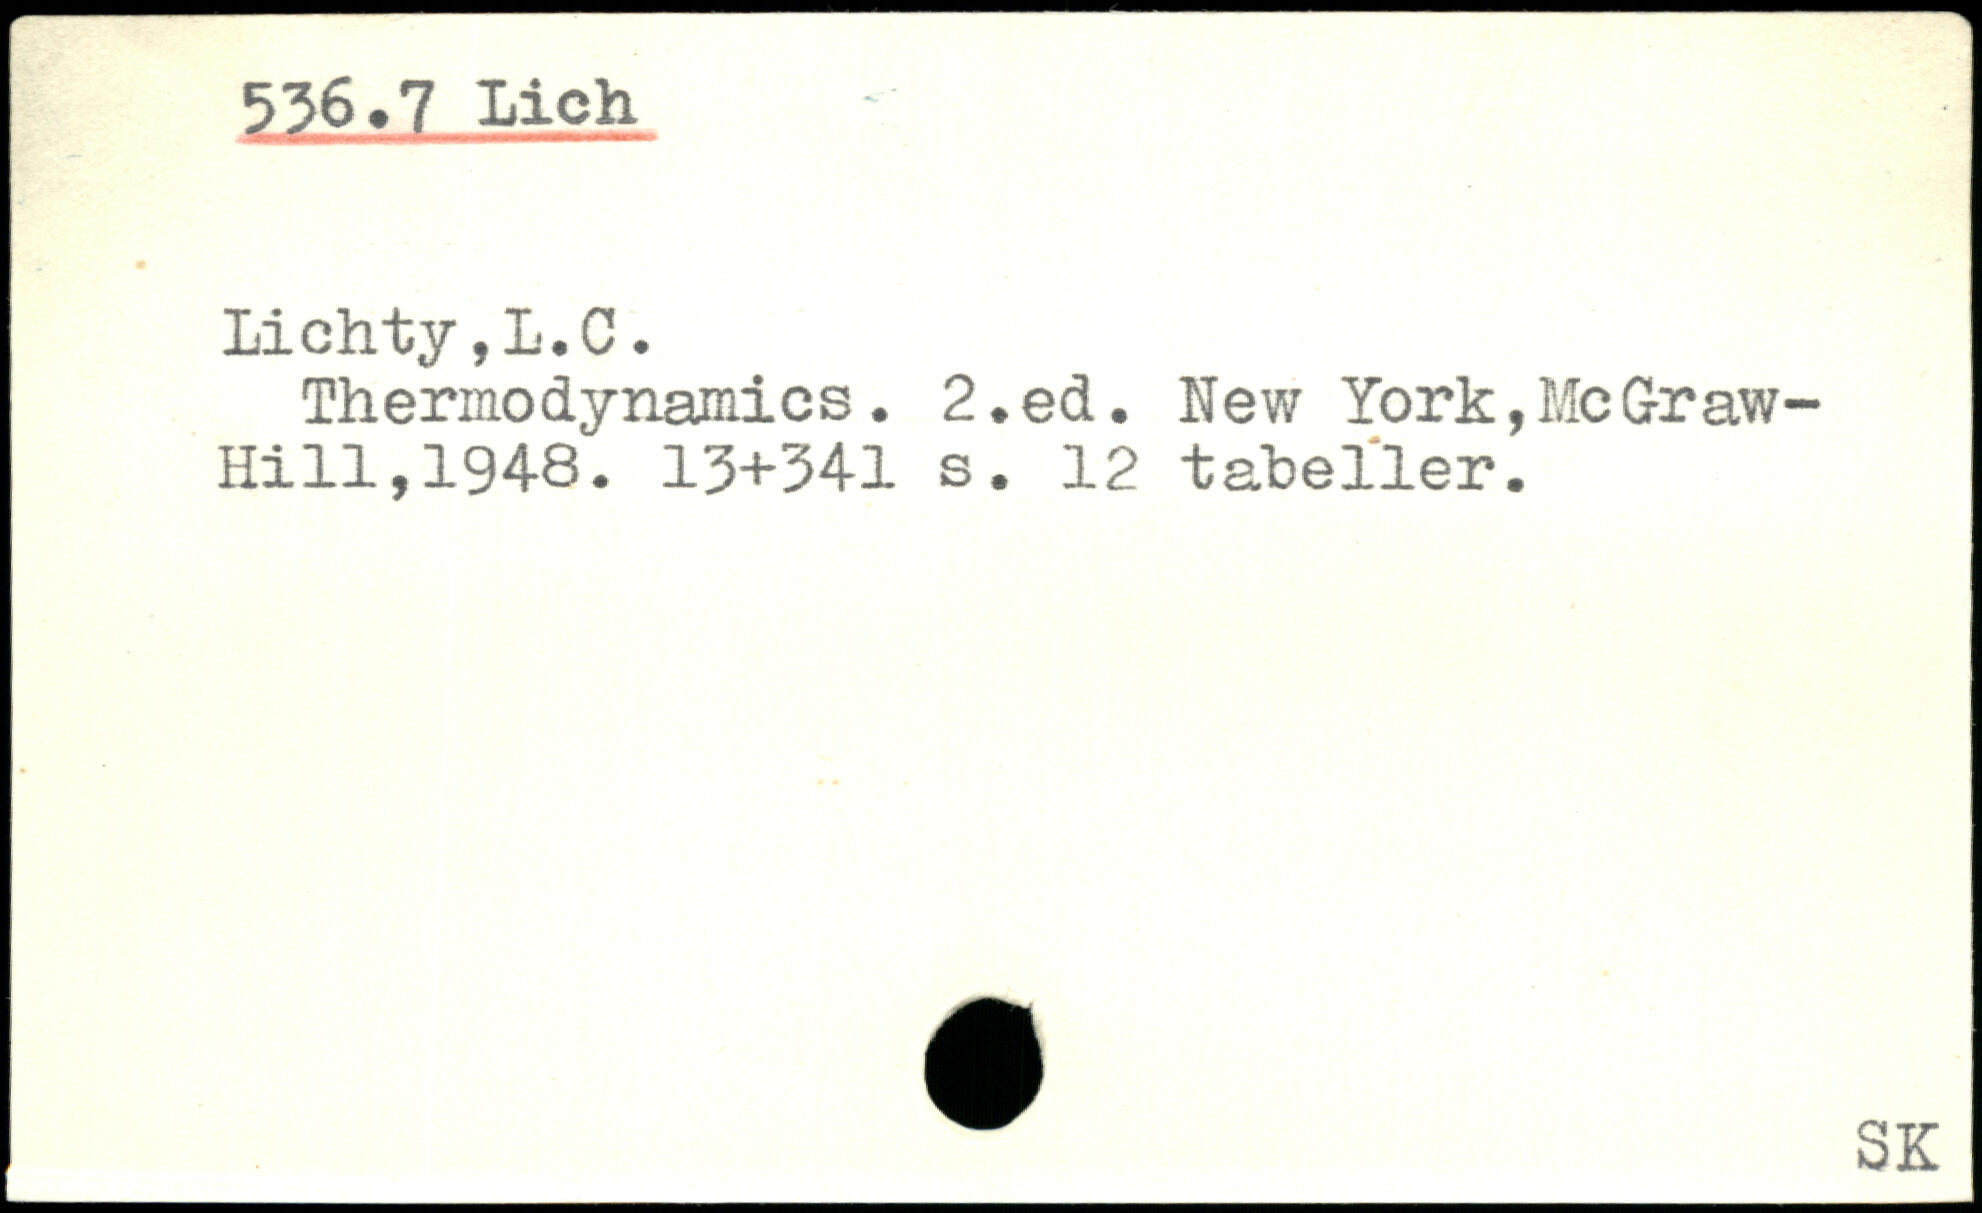 536.7 Lich
Lichty,L.C.
Thermodynamics. 2.ed. New York,McGraw-
Hill,1948. 13+341 s. 12 tabeller.
SK